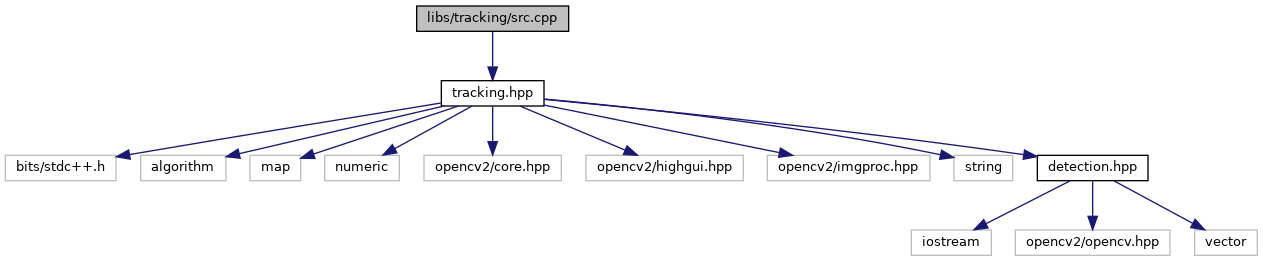 libs/tracking/src.cpp
tracking.hpp
bits/stdc++.h
algorithm
map
numeric
opencv2/core.hpp
opencv2/highgui.hpp
opencv2/imgproc.hpp
string
detection.hpp
iostream
opencv2/opencv.hpp
vector